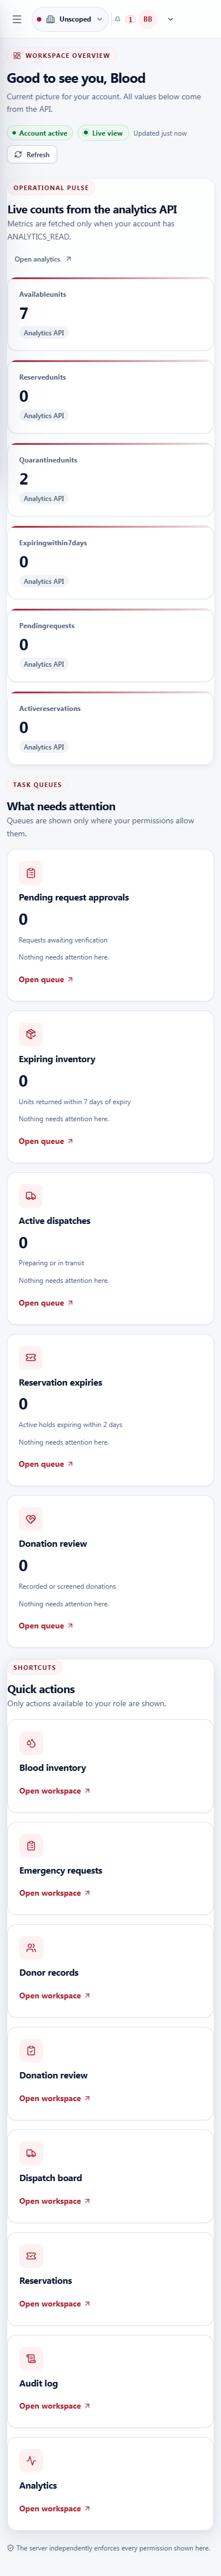 Unscoped
1
BB
WORKSPACE OVERVIEW
Good to see you, Blood
Current picture for your account. All values below come
from the API.
Account active
Live view
Updated just now
Refresh
OPERATIONAL PULSE
Live counts from the analytics API
Metrics are fetched only when your account has
ANALYTICS_READ.
Open analytics
Availableunits
7
Analytics API
Reservedunits
0
Analytics API
Quarantinedunits
2
Analytics API
Expiringwithin7days
0
Analytics API
Pendingrequests
0
Analytics API
Activereservations
0
Analytics API
TASK QUEUES
What needs attention
Queues are shown only where your permissions allow
them.
Pending request approvals
0
Requests awaiting verification
Nothing needs attention here.
Open queue
Expiring inventory
0
Units returned within 7 days of expiry
Nothing needs attention here.
Open queue
Active dispatches
0
Preparing or in transit
Nothing needs attention here.
Open queue
Reservation expiries
0
Active holds expiring within 2 days
Nothing needs attention here.
Open queue
Donation review
0
Recorded or screened donations
Nothing needs attention here.
Open queue
SHORTCUTS
Quick actions
Only actions available to your role are shown.
Blood inventory
Open workspace
Emergency requests
Open workspace
Donor records
Open workspace
Donation review
Open workspace
Dispatch board
Open workspace
Reservations
Open workspace
Audit log
Open workspace
Analytics
Open workspace
The server independently enforces every permission shown here.